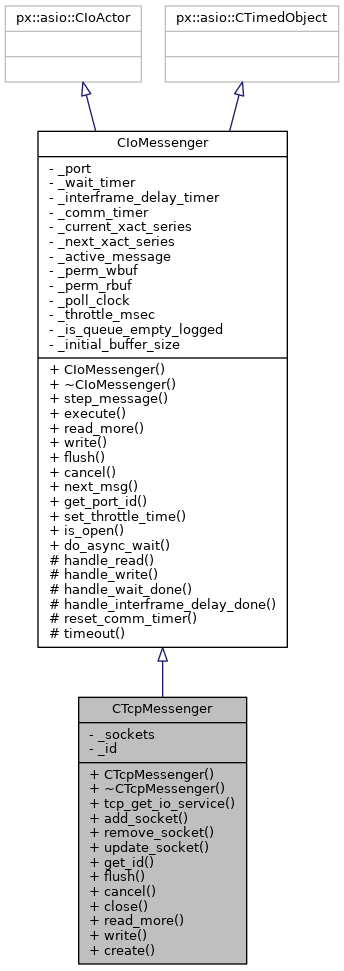 px::asio::CIoActor
px::asio::CTimedObject
CIoMessenger
- _port
- _wait_timer
- _interframe_delay_timer
- _comm_timer
- _current_xact_series
- _next_xact_series
- _active_message
- _perm_wbuf
- _perm_rbuf
- _poll_clock
- _throttle_msec
- _is_queue_empty_logged
- _initial_buffer_size
+ CIoMessenger()
+ ~CIoMessenger()
+ step_message()
+ execute()
+ read_more()
+ write()
+ flush()
+ cancel()
+ next_msg()
+ get_port_id()
+ set_throttle_time()
+ is_open()
+ do_async_wait()
# handle_read()
# handle_write()
# handle_wait_done()
# handle_interframe_delay_done()
# reset_comm_timer()
# timeout()
CTcpMessenger
- _sockets
- _id
+ CTcpMessenger()
+ ~CTcpMessenger()
+ tcp_get_io_service()
+ add_socket()
+ remove_socket()
+ update_socket()
+ get_id()
+ flush()
+ cancel()
+ close()
+ read_more()
+ write()
+ create()